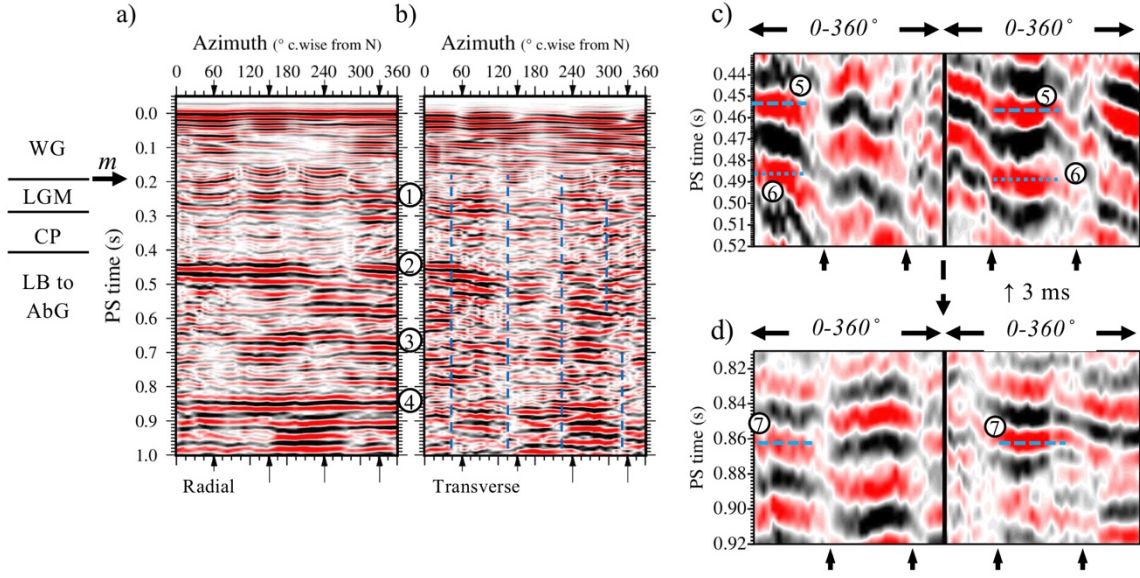 a)
b)
c)
d)
Azimuth (° c.wise from N)
Azimuth (° c.wise from N)
0 60 120 180 240 300 360
0 60 120 180 240 300 360
WG
m
LGM
CP
LB to
AbG
PS time (s)
0.0
0.1
0.2
0.3
0.4
0.5
0.6
0.7
0.8
0.9
1.0
1
2
3
4
Radial
Transverse
0-360°
0-360°
PS time (s)
0.44
0.45
0.46
0.47
0.48
0.49
0.50
0.51
0.52
5
5
6
6
↑ 3 ms
0-360°
0-360°
PS time (s)
0.82
0.84
0.86
0.88
0.90
0.92
7
7